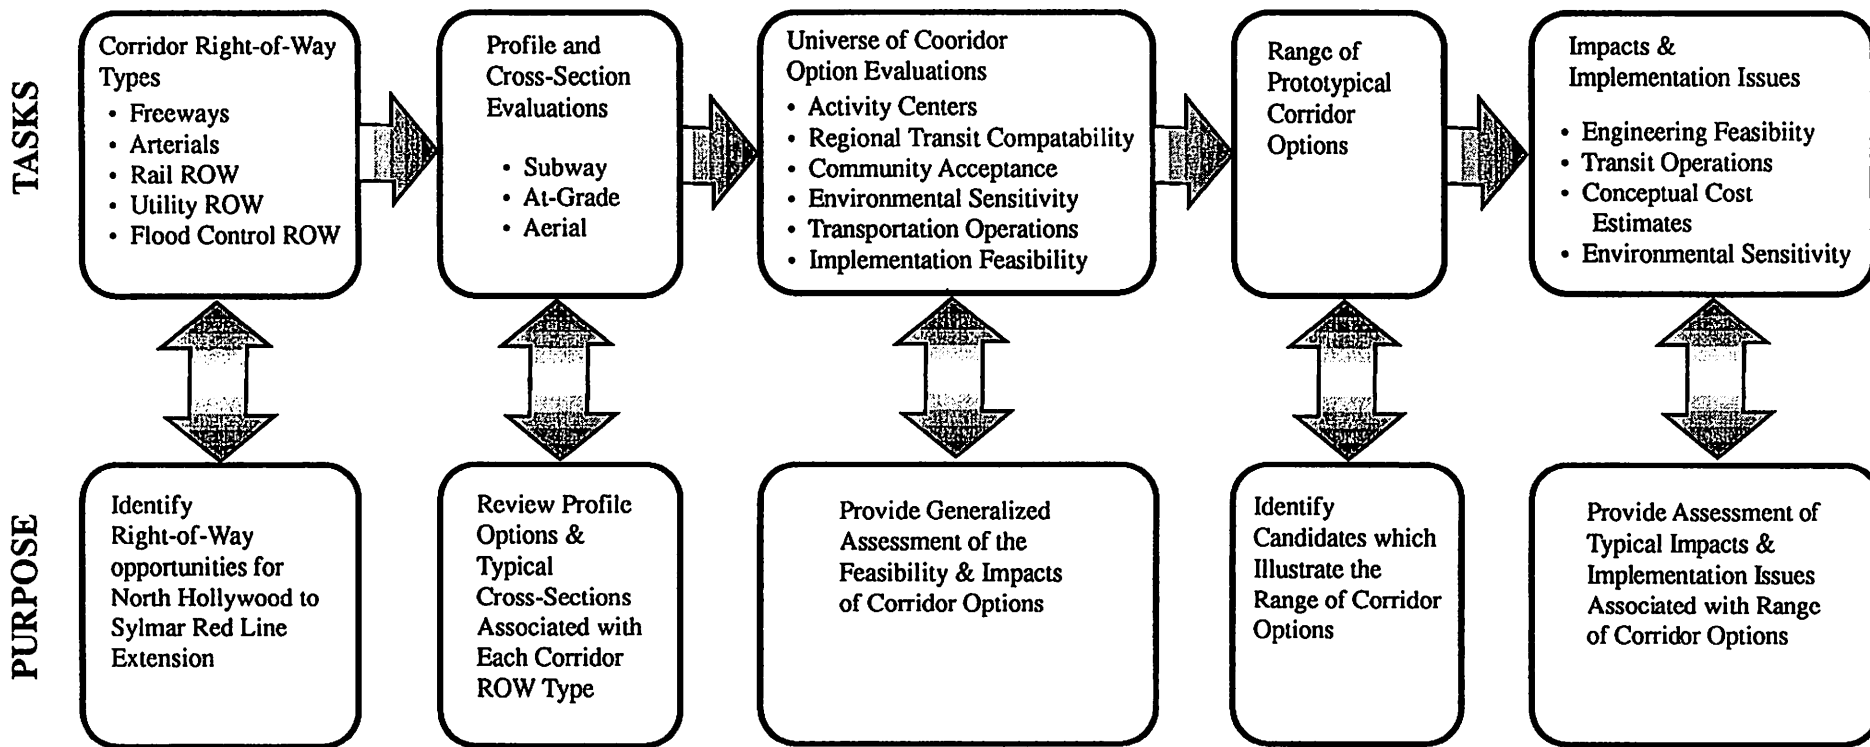 TASKS
Corridor Right-of-Way
Types
• Freeways
• Arterials
• Rail ROW
• Utility ROW
• Flood Control ROW
Profile and
Cross-Section
Evaluations
• Subway
• At-Grade
• Aerial
Universe of Cooridor
Option Evaluations
• Activity Centers
• Regional Transit Compatability
• Community Acceptance
• Environmental Sensitivity
• Transportation Operations
• Implementation Feasibility
Range of
Prototypical
Corridor
Options
Impacts &
Implementation Issues
• Engineering Feasibiity
• Transit Operations
• Conceptual Cost
Estimates
• Environmental Sensitivity
PURPOSE
Identify
Right-of-Way
opportunities for
North Hollywood to
Sylmar Red Line
Extension
Review Profile
Options &
Typical
Cross-Sections
Associated with
Each Corridor
ROW Type
Provide Generalized
Assessment of the
Feasibility & Impacts
of Corridor Options
Identify
Candidates which
Illustrate the
Range of Corridor
Options
Provide Assessment of
Typical Impacts &
Implementation Issues
Associated with Range
of Corridor Options